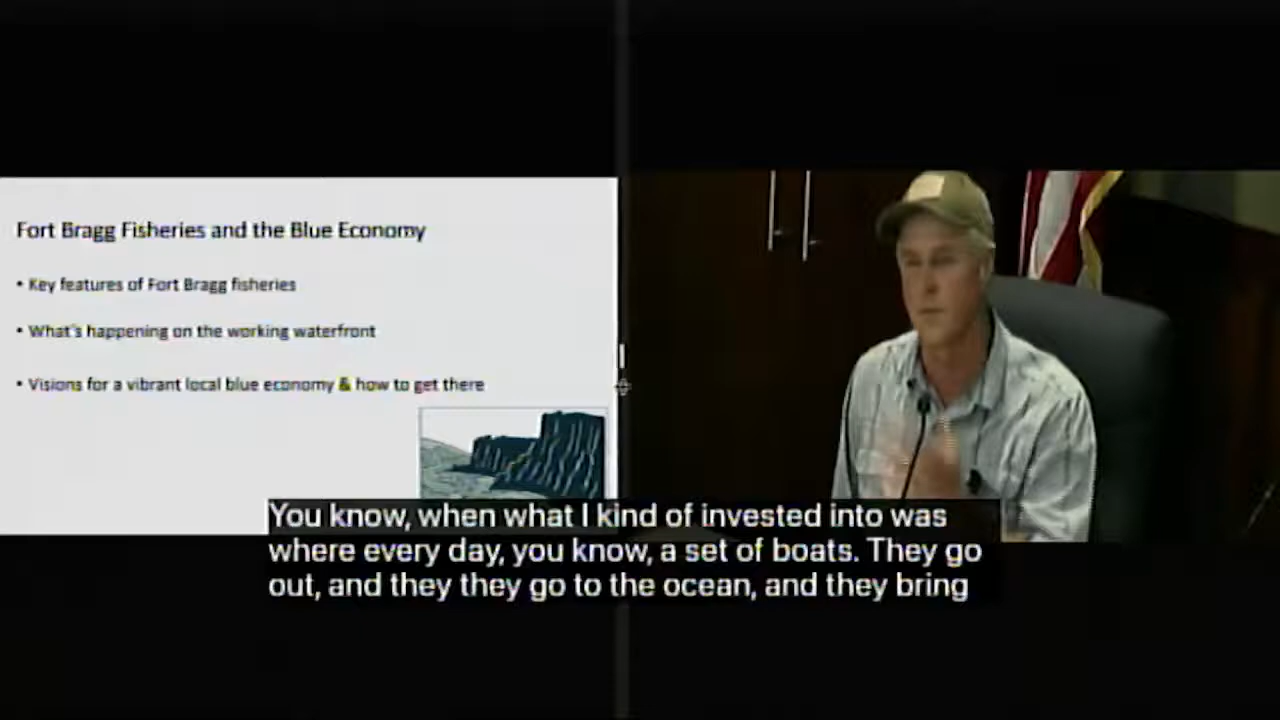 Fort Bragg Fisheries and the Blue Economy
• Key features of Fort Bragg fisheries
• What's happening on the working waterfront
• Visions for a vibrant local blue economy & how to get there
You know, when what I kind of invested into was
where every day, you know, a set of boats. They go
out, and they they go to the ocean, and they bring